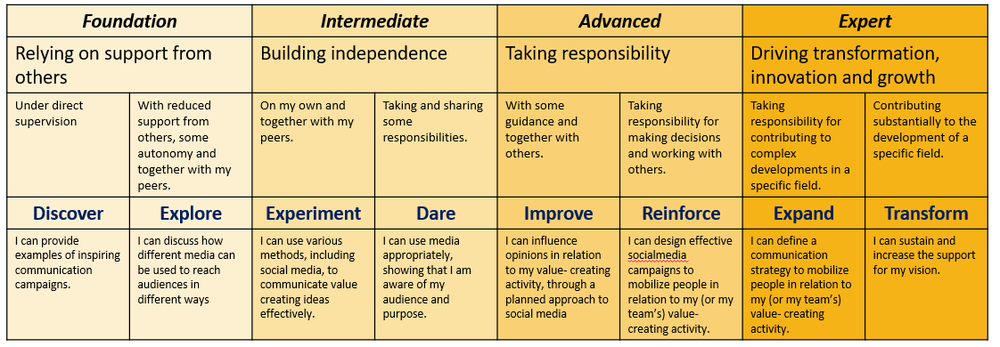 Foundation
Intermediate
Advanced
Expert
Relying on support from
others
Building independence
Taking responsibility
Driving transformation,
innovation and growth
Under direct
supervision
With reduced
support from
others, some
autonomy and
together with my
peers.
On my own and
together with my
peers.
Taking and sharing
some
responsibilities.
With some
guidance and
together with
others.
Taking
responsibility for
making decisions
and working with
others.
Taking
responsibility for
contributing to
complex
developments in a
specific field.
Contributing
substantially to the
development of a
specific field.
Discover
Explore
Experiment
Dare
Improve
Reinforce
Expand
Transform
I can provide
examples of inspiring
communication
campaigns.
I can discuss how
different media can
be used to reach
audiences in
different ways
I can use various
methods, including
social media, to
communicate value
creating ideas
effectively.
I can use media
appropriately,
showing that I am
aware of my
audience and
purpose.
I can influence
opinions in relation
to my value- creating
activity, through a
planned approach to
social media
I can design effective
socialmedia
campaigns to
mobilize people in
relation to my (or my
team's) value-
creating activity.
I can define a
communication
strategy to mobilize
people in relation to
my (or my team's)
value- creating
activity.
I can sustain and
increase the support
for my vision.